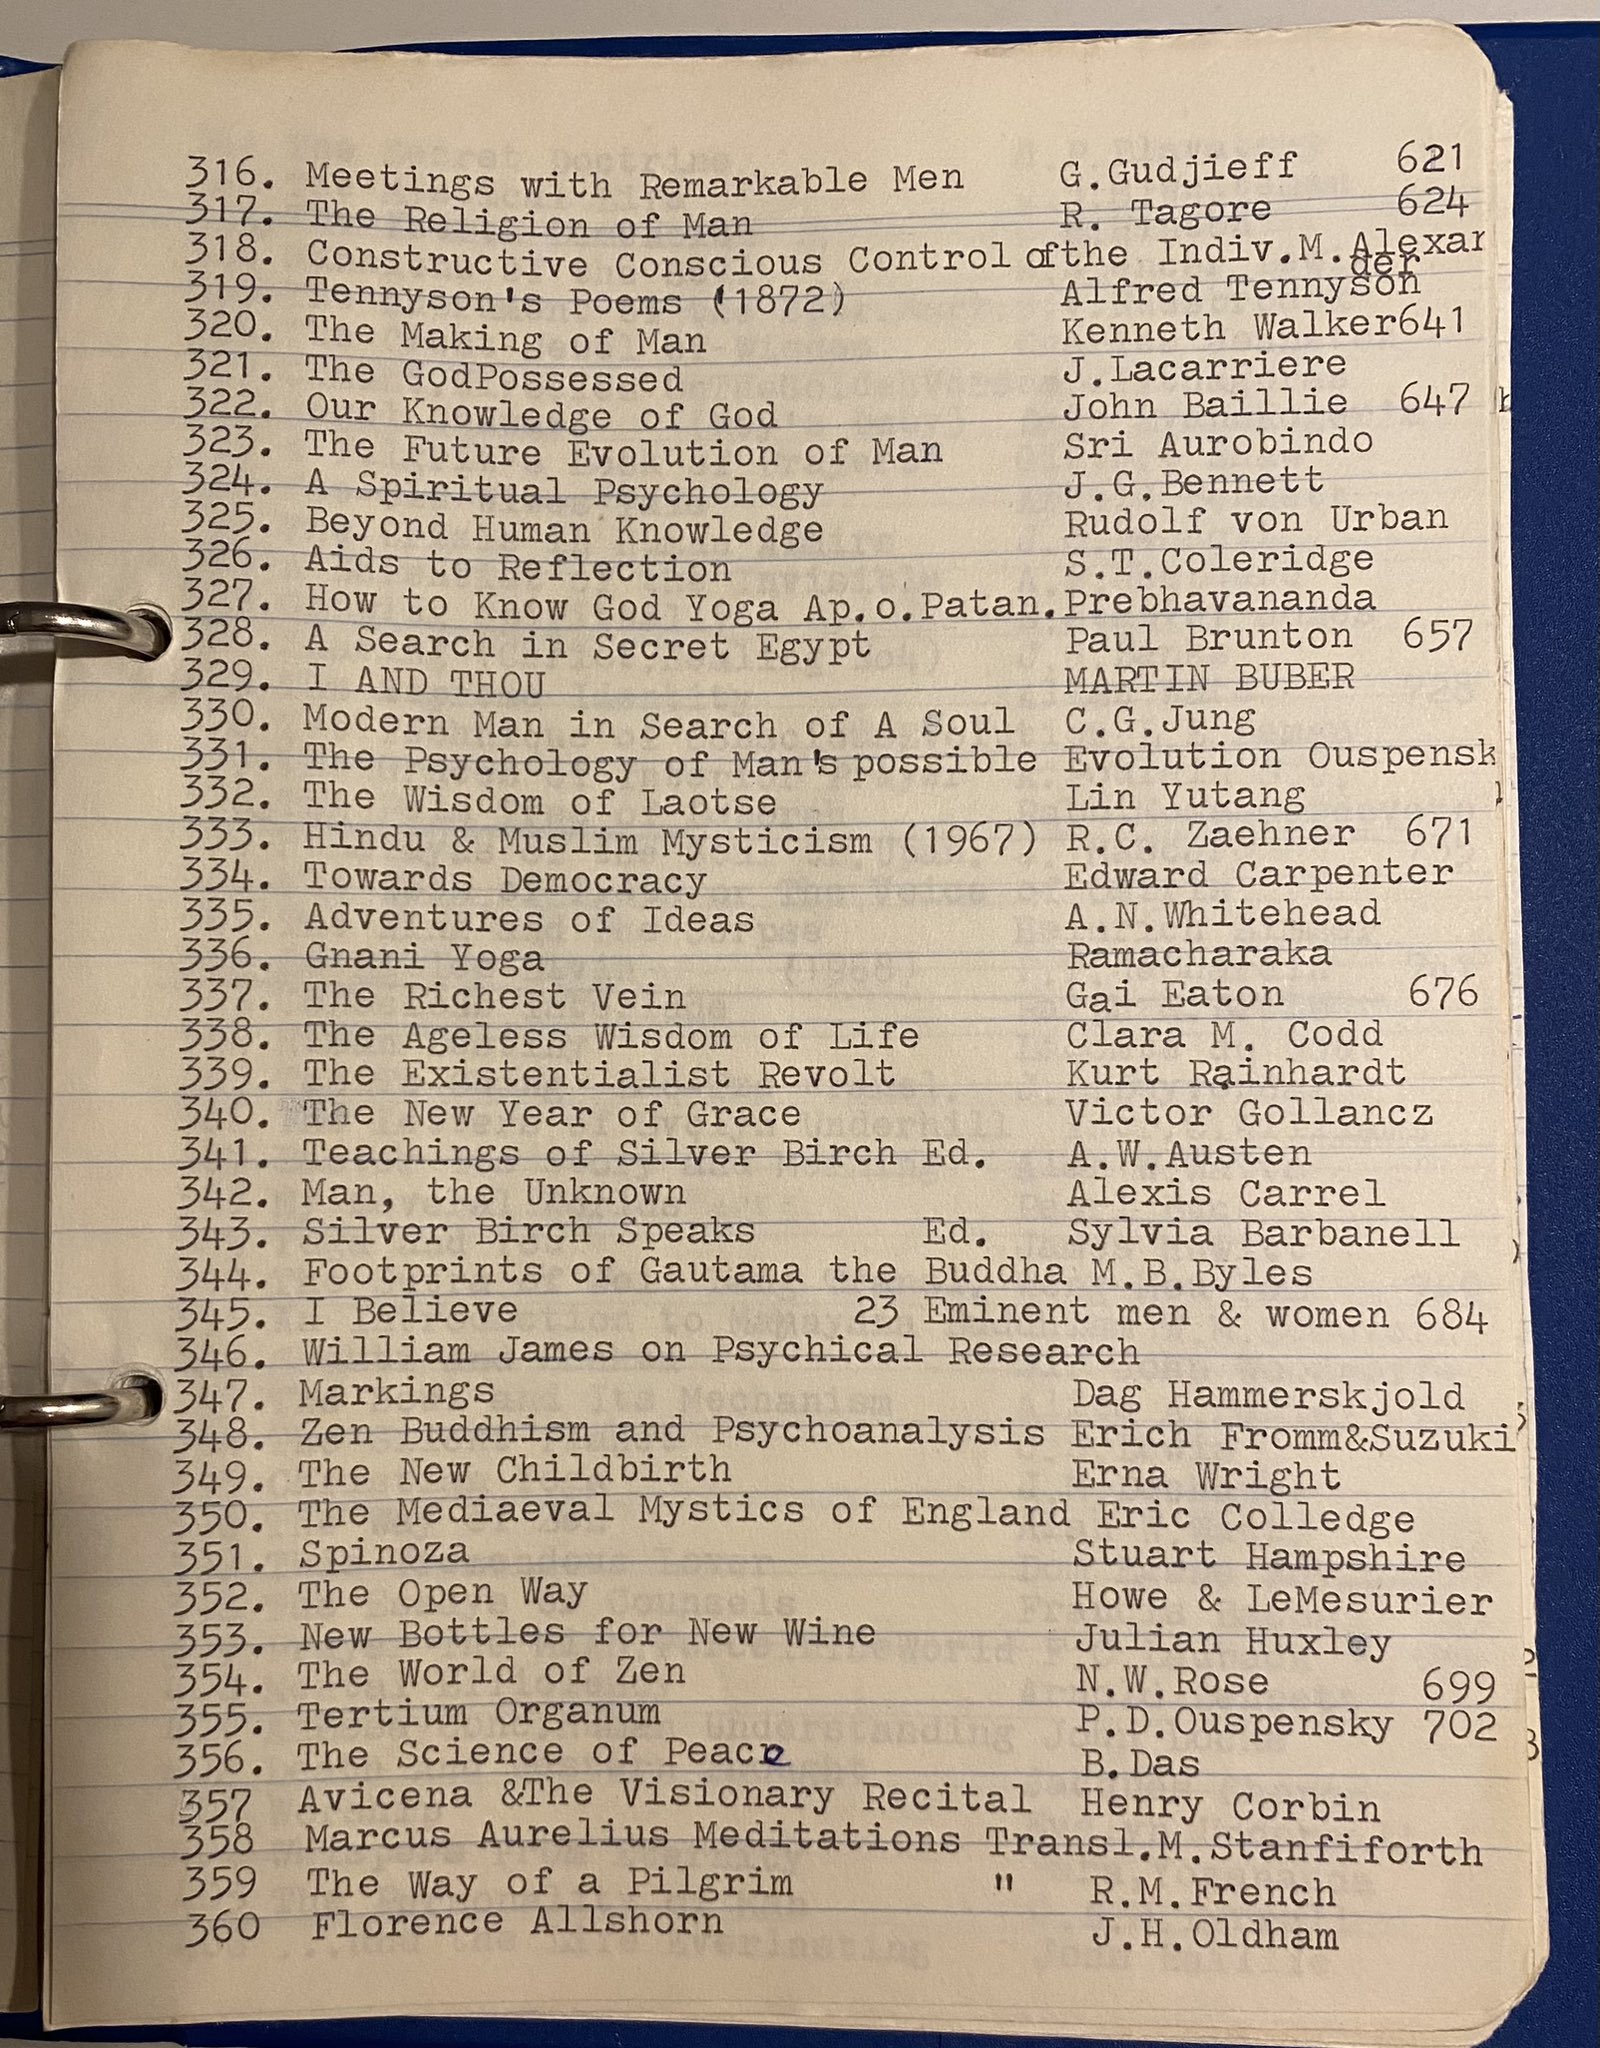 316. Meetings with Remarkable Men G.Gudjieff 621
317. The Religion of Man R. Tagore 624
318. Constructive Conscious Control of the Indiv. M.Alexander
319. Tennyson's Poems (1872) Alfred Tennyson
320. The Making of Man Kenneth Walker 641
321. The GodPossessed J.Lacarriere
322. Our Knowledge of God John Baillie 647
323. The Future Evolution of Man Sri Aurobindo
324. A Spiritual Psychology J.G.Bennett
325. Beyond Human Knowledge Rudolf von Urban
326. Aids to Reflection S.T.Coleridge
327. How to Know God Yoga Ap.o.Patan. Prebhavananda
328. A Search in Secret Egypt Paul Brunton 657
329. I AND THOU MARTIN BUBER
330. Modern Man in Search of A Soul C.G.Jung
331. The Psychology of Man's possible Evolution Ouspensk
332. The Wisdom of Laotse Lin Yutang
333. Hindu & Muslim Mysticism (1967) R.C. Zaehner 671
334. Towards Democracy Edward Carpenter
335. Adventures of Ideas A.N.Whitehead
336. Gnani Yoga Ramacharaka
337. The Richest Vein Gai Eaton 676
338. The Ageless Wisdom of Life Clara M. Codd
339. The Existentialist Revolt Kurt Rainhardt
340. The New Year of Grace Victor Gollancz
341. Teachings of Silver Birch Ed. A.W.Austen
342. Man, the Unknown Alexis Carrel
343. Silver Birch Speaks Ed. Sylvia Barbanell
344. Footprints of Gautama the Buddha M.B.Byles
345. I Believe 23 Eminent men & women 684
346. William James on Psychical Research
347. Markings Dag Hammerskjold
348. Zen Buddhism and Psychoanalysis Erich Fromm&Suzuki
349. The New Childbirth Erna Wright
350. The Mediaeval Mystics of England Eric Colledge
351. Spinoza Stuart Hampshire
352. The Open Way Howe & LeMesurier
353. New Bottles for New Wine Julian Huxley
354. The World of Zen N.W.Rose 699
355. Tertium Organum P.D.Ouspensky 702
356. The Science of Peace B.Das
357 Avicena &The Visionary Recital Henry Corbin
358 Marcus Aurelius Meditations Transl.M.Stanfiforth
359 The Way of a Pilgrim " R.M.French
360 Florence Allshorn J.H.Oldham